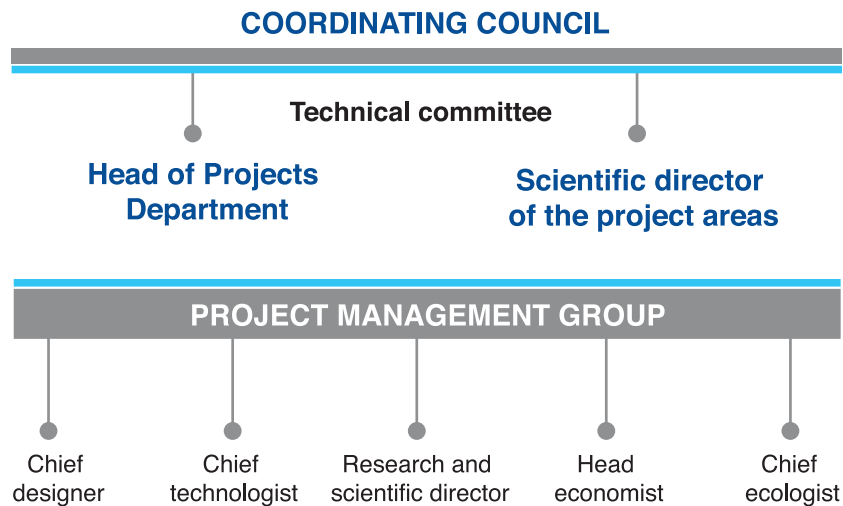 COORDINATING COUNCIL
Technical committee
Head of Projects
Department
Scientific director
of the project areas
PROJECT MANAGEMENT GROUP
Chief
designer
Chief
technologist
Research and
scientific director
Head
economist
Chief
ecologist